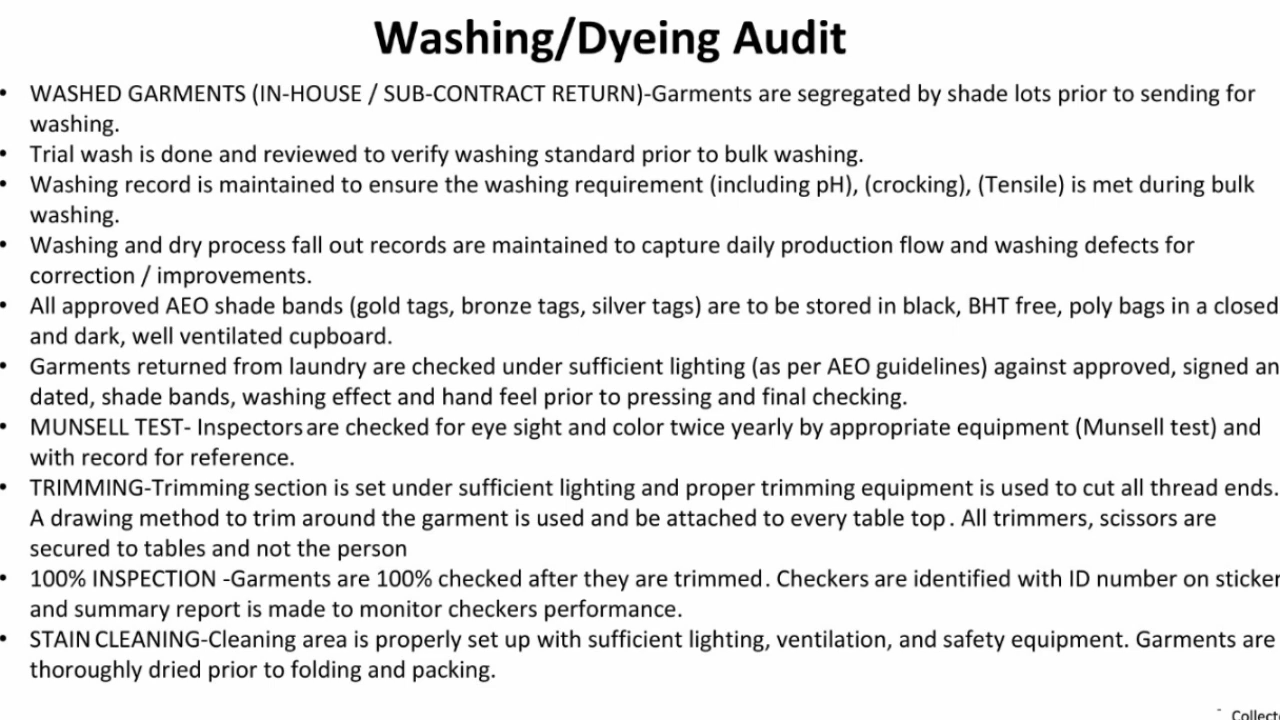 Washing/Dyeing Audit
• WASHED GARMENTS (IN-HOUSE / SUB-CONTRACT RETURN)-Garments are segregated by shade lots prior to sending for
washing.
• Trial wash is done and reviewed to verify washing standard prior to bulk washing.
• Washing record is maintained to ensure the washing requirement (including pH), (crocking), (Tensile) is met during bulk
washing.
• Washing and dry process fall out records are maintained to capture daily production flow and washing defects for
correction / improvements.
• All approved AEO shade bands (gold tags, bronze tags, silver tags) are to be stored in black, BHT free, poly bags in a closed
and dark, well ventilated cupboard.
• Garments returned from laundry are checked under sufficient lighting (as per AEO guidelines) against approved, signed an
dated, shade bands, washing effect and hand feel prior to pressing and final checking.
• MUNSELL TEST- Inspectors are checked for eye sight and color twice yearly by appropriate equipment (Munsell test) and
with record for reference.
• TRIMMING-Trimming section is set under sufficient lighting and proper trimming equipment is used to cut all thread ends.
A drawing method to trim around the garment is used and be attached to every table top. All trimmers, scissors are
secured to tables and not the person
• 100% INSPECTION -Garments are 100% checked after they are trimmed. Checkers are identified with ID number on sticker
and summary report is made to monitor checkers performance.
• STAIN CLEANING-Cleaning area is properly set up with sufficient lighting, ventilation, and safety equipment. Garments are
thoroughly dried prior to folding and packing.
- Collect